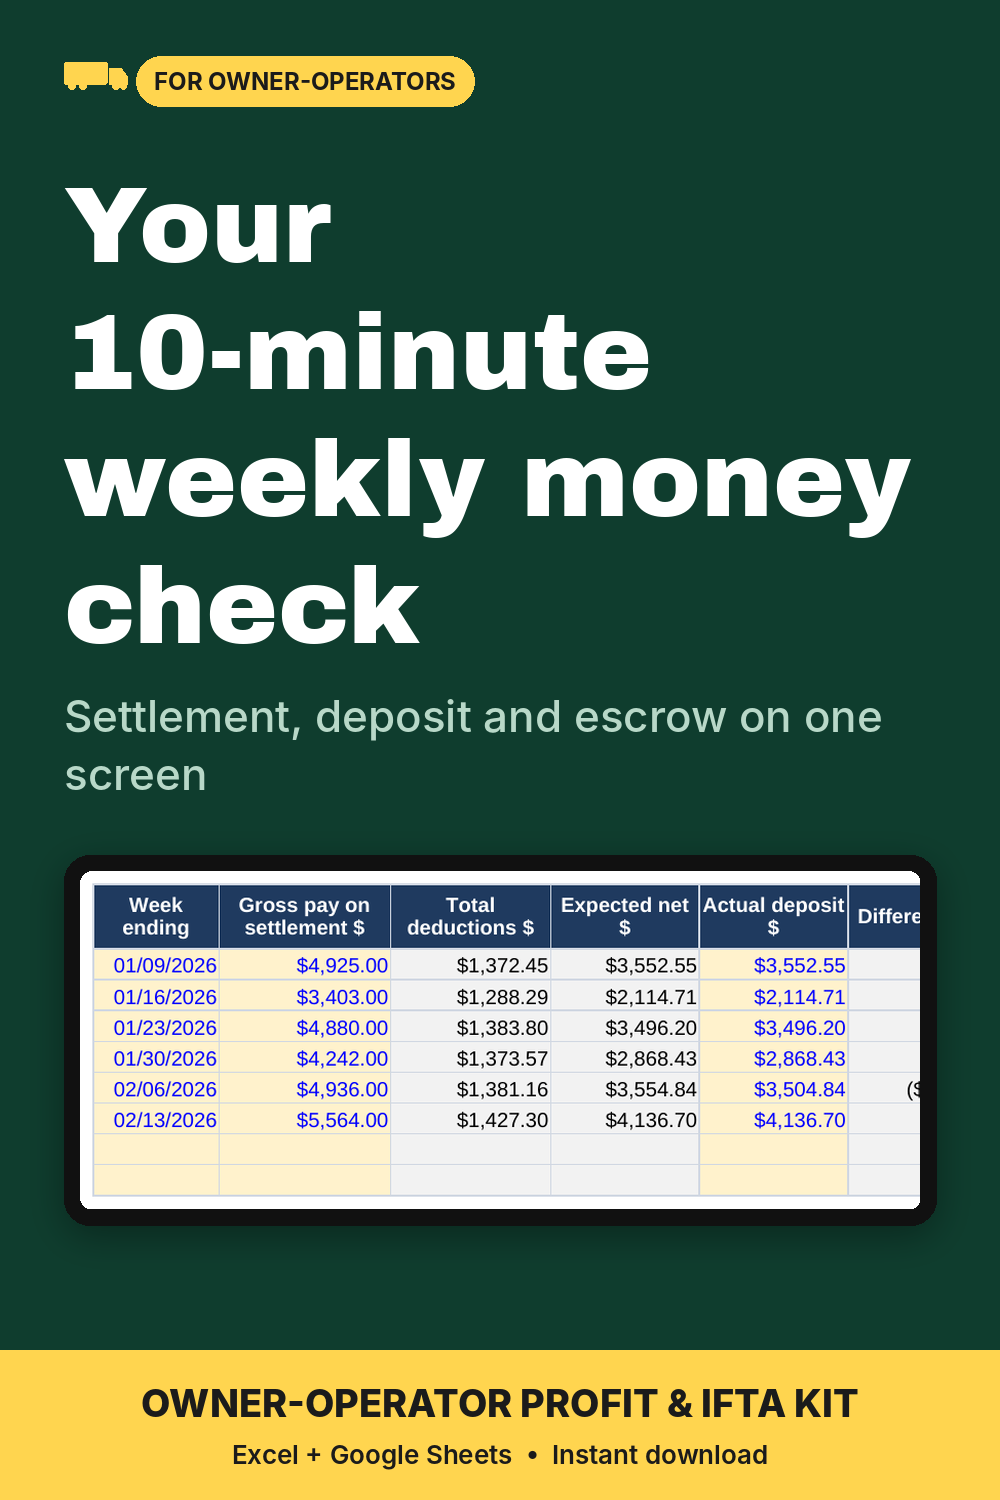 FOR OWNER-OPERATORS
Your
10-minute
weekly money
check
Settlement, deposit and escrow on one
screen
Week ending Gross pay on settlement $ Total deductions $ Expected net $ Actual deposit $ Differe
01/09/2026 $4,925.00 $1,372.45 $3,552.55 $3,552.55
01/16/2026 $3,403.00 $1,288.29 $2,114.71 $2,114.71
01/23/2026 $4,880.00 $1,383.80 $3,496.20 $3,496.20
01/30/2026 $4,242.00 $1,373.57 $2,868.43 $2,868.43
02/06/2026 $4,936.00 $1,381.16 $3,554.84 $3,504.84 ($
02/13/2026 $5,564.00 $1,427.30 $4,136.70 $4,136.70
OWNER-OPERATOR PROFIT & IFTA KIT
Excel + Google Sheets • Instant download